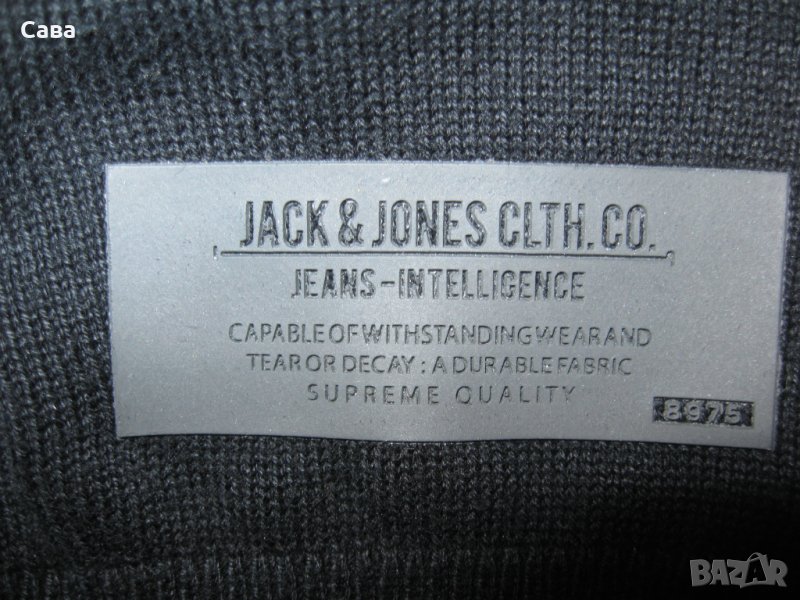 Сава
JACK & JONES CLTH. CO.
JEANS-INTELLIGENCE
CAPABLE OF WITHSTANDING WEAR AND
TEAR OR DECAY : A DURABLE FABRIC
SUPREME QUALITY
8975
BAZAR